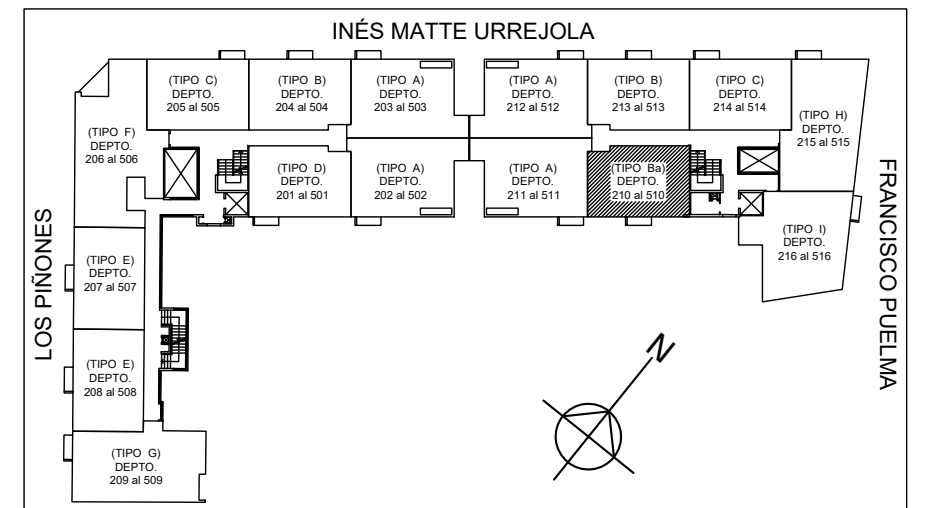 INÉS MATTE URREJOLA
(TIPO C)
DEPTO.
205 al 505
(TIPO B)
DEPTO.
204 al 504
(TIPO A)
DEPTO.
203 al 503
(TIPO A)
DEPTO.
212 al 512
(TIPO B)
DEPTO.
213 al 513
(TIPO C)
DEPTO.
214 al 514
(TIPO H)
DEPTO.
215 al 515
(TIPO F)
DEPTO.
206 al 506
(TIPO D)
DEPTO.
201 al 501
(TIPO A)
DEPTO.
202 al 502
(TIPO A)
DEPTO.
211 al 511
(TIPO Ba)
DEPTO.
210 al 510
(TIPO I)
DEPTO.
216 al 516
(TIPO E)
DEPTO.
207 al 507
(TIPO E)
DEPTO.
208 al 508
(TIPO G)
DEPTO.
209 al 509
LOS PIÑONES
FRANCISCO PUELMA
N